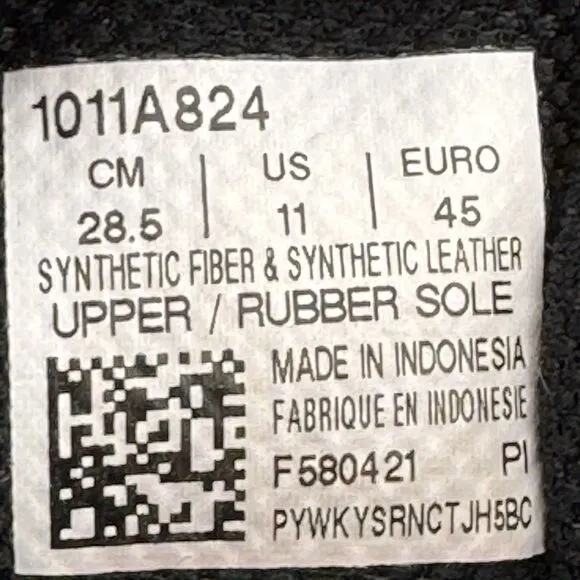 1011A824
CM | US | EURO
28.5 | 11 | 45
SYNTHETIC FIBER & SYNTHETIC LEATHER
UPPER / RUBBER SOLE
MADE IN INDONESIA
FABRIQUE EN INDONESIE
F580421 PI
PYWKYSRNCTJH5BC